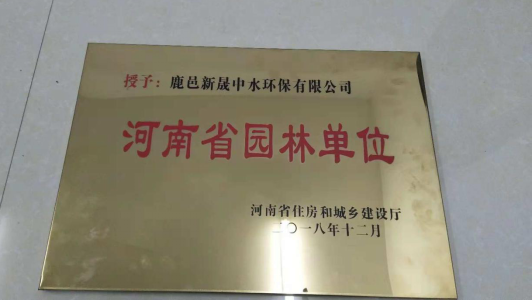 授予：鹿邑新晟中水环保有限公司
河南省园林单位
河南省住房和城乡建设厅
二〇一八年十二月